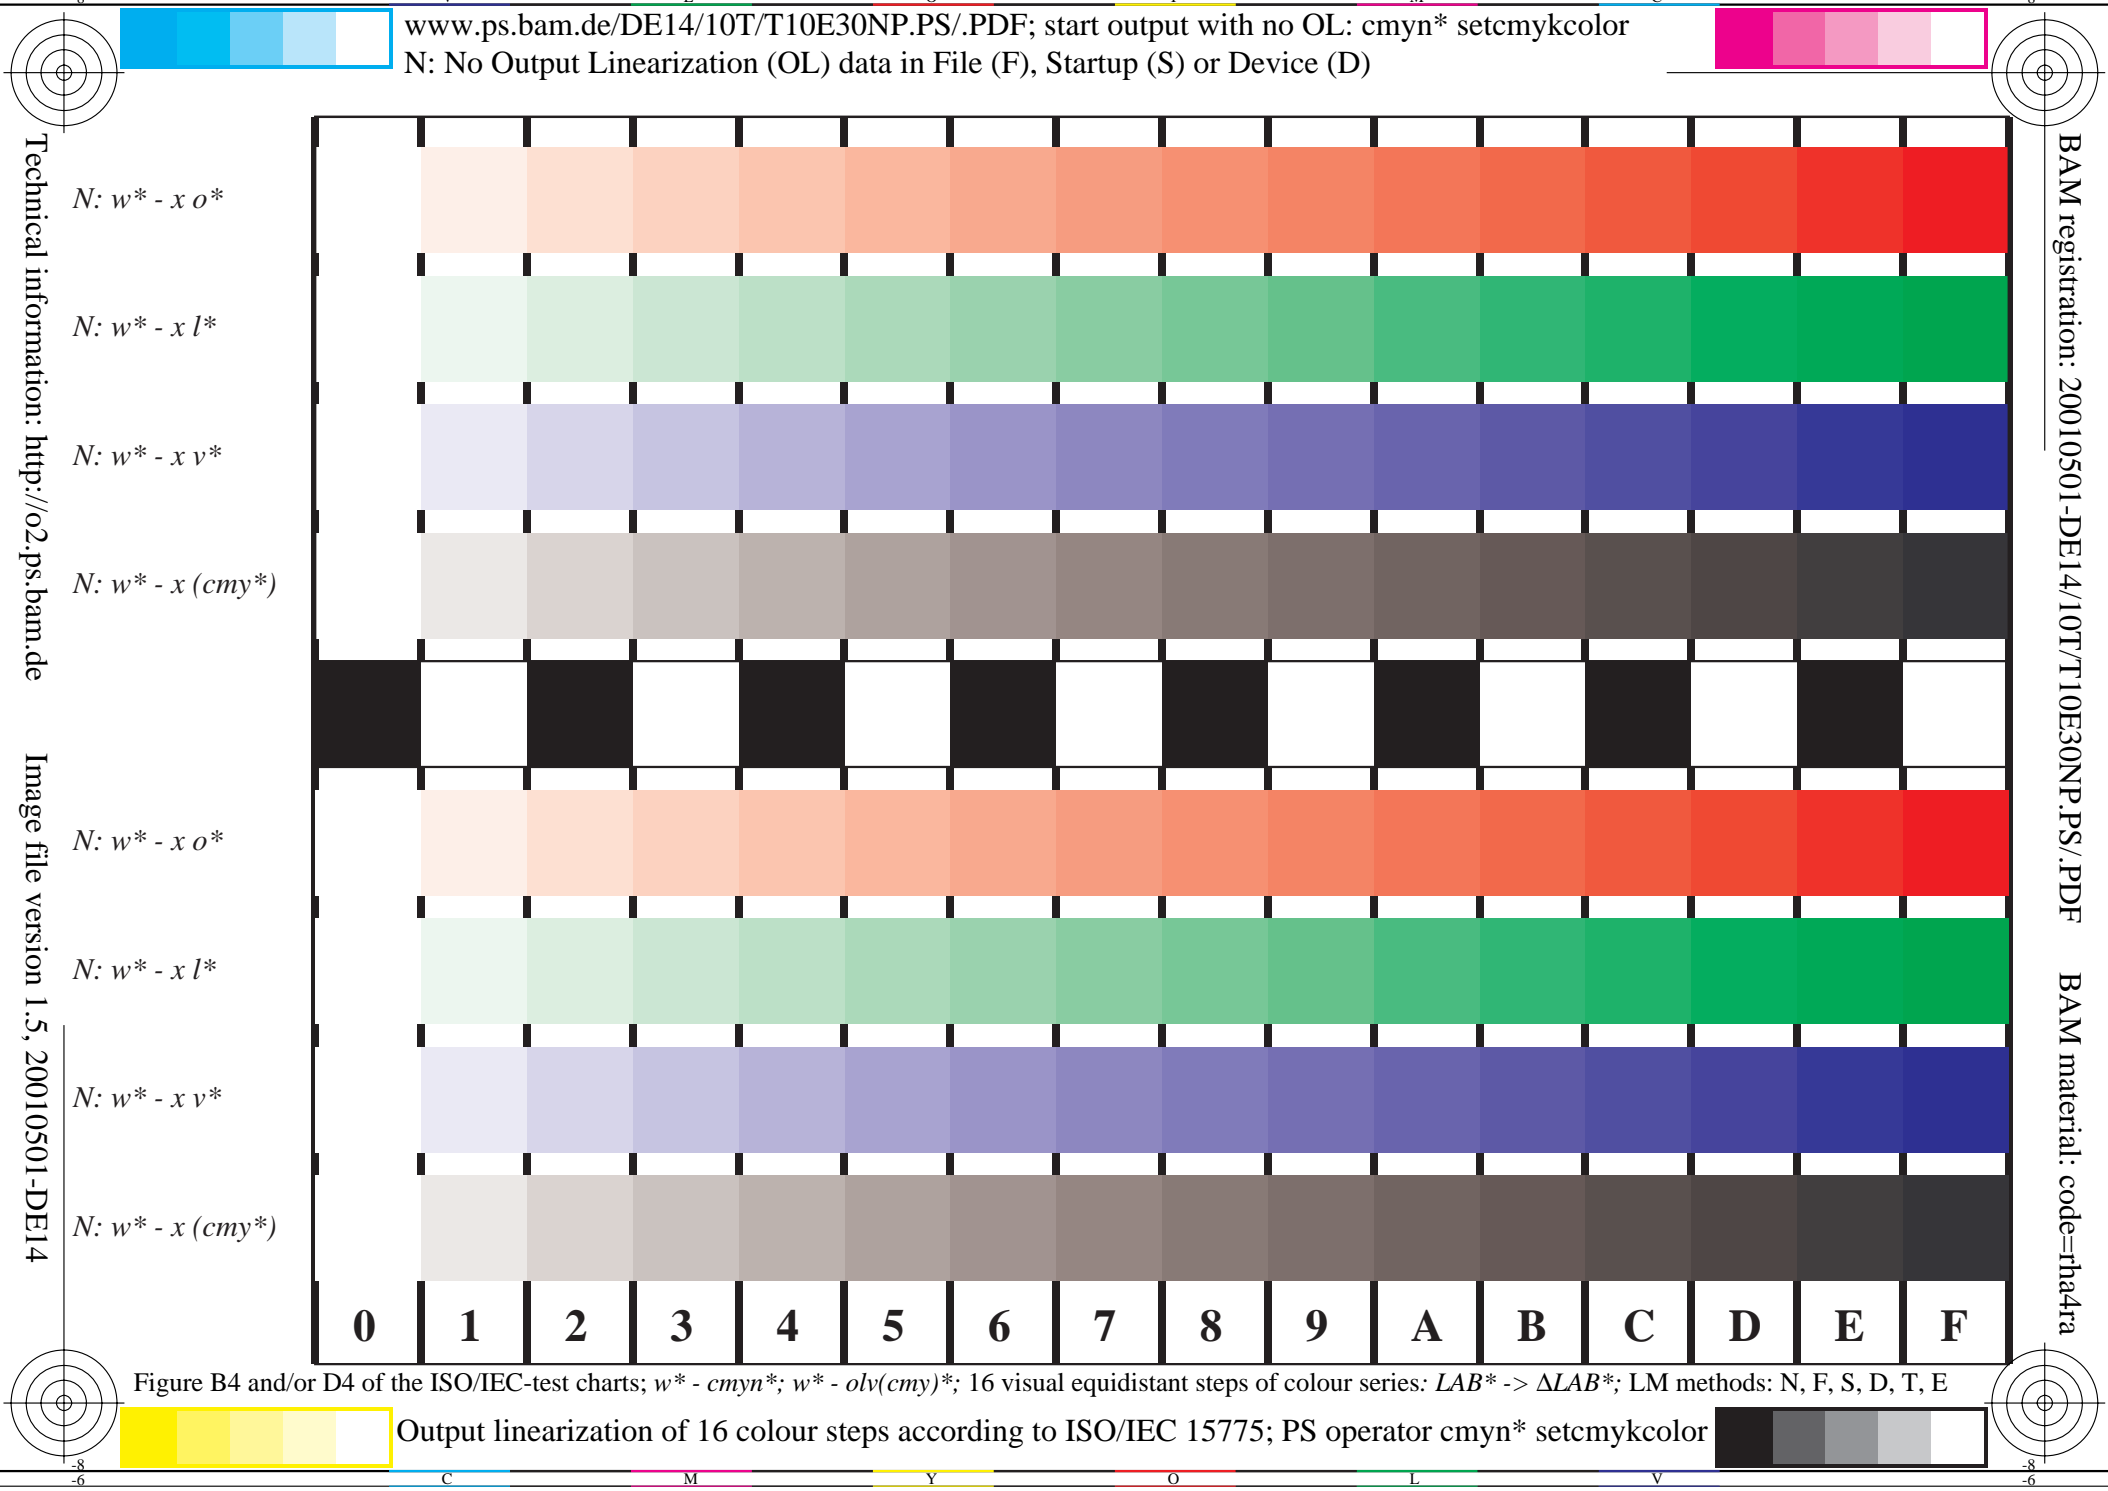 www.ps.bam.de/DE14/10T/T10E30NP.PS/.PDF; start output with no OL: cmyn* setcmykcolor
N: No Output Linearization (OL) data in File (F), Startup (S) or Device (D)
Technical information: http://o2.ps.bam.de
Image file version 1.5, 20010501-DE14
BAM registration: 20010501-DE14/10T/T10E30NP.PS/.PDF
BAM material: code=rha4ra
N: w* - x o*
N: w* - x l*
N: w* - x v*
N: w* - x (cmy*)
N: w* - x o*
N: w* - x l*
N: w* - x v*
N: w* - x (cmy*)
0 1 2 3 4 5 6 7 8 9 A B C D E F
Figure B4 and/or D4 of the ISO/IEC-test charts; w* - cmyn*; w* - olv(cmy)*; 16 visual equidistant steps of colour series: LAB* -> ΔLAB*; LM methods: N, F, S, D, T, E
Output linearization of 16 colour steps according to ISO/IEC 15775; PS operator cmyn* setcmykcolor
-8 -8
-6 C M Y O L V -6